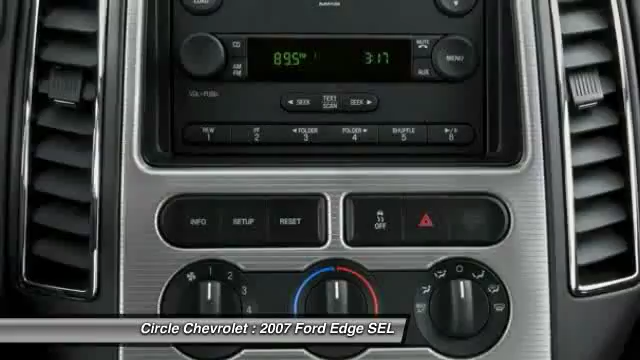 LOAD
CD
AM
FM
89.5
3:17
MUTE
AUX
MENU
VOL-PUSH
◄ SEEK
TEXT
SCAN
SEEK ►
1
2
◄ FOLDER
3
FOLDER ►
4
SHUFFLE
5
►/II
6
INFO
SETUP
RESET
OFF
1
2
3
4
O
Circle Chevrolet : 2007 Ford Edge SEL